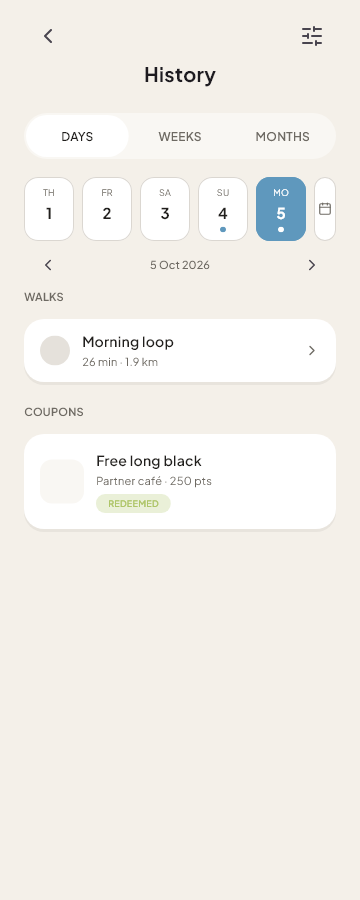 History
DAYS WEEKS MONTHS
TH FR SA SU MO
1 2 3 4 5
5 Oct 2026
WALKS
Morning loop
26 min · 1.9 km
COUPONS
Free long black
Partner café · 250 pts
REDEEMED